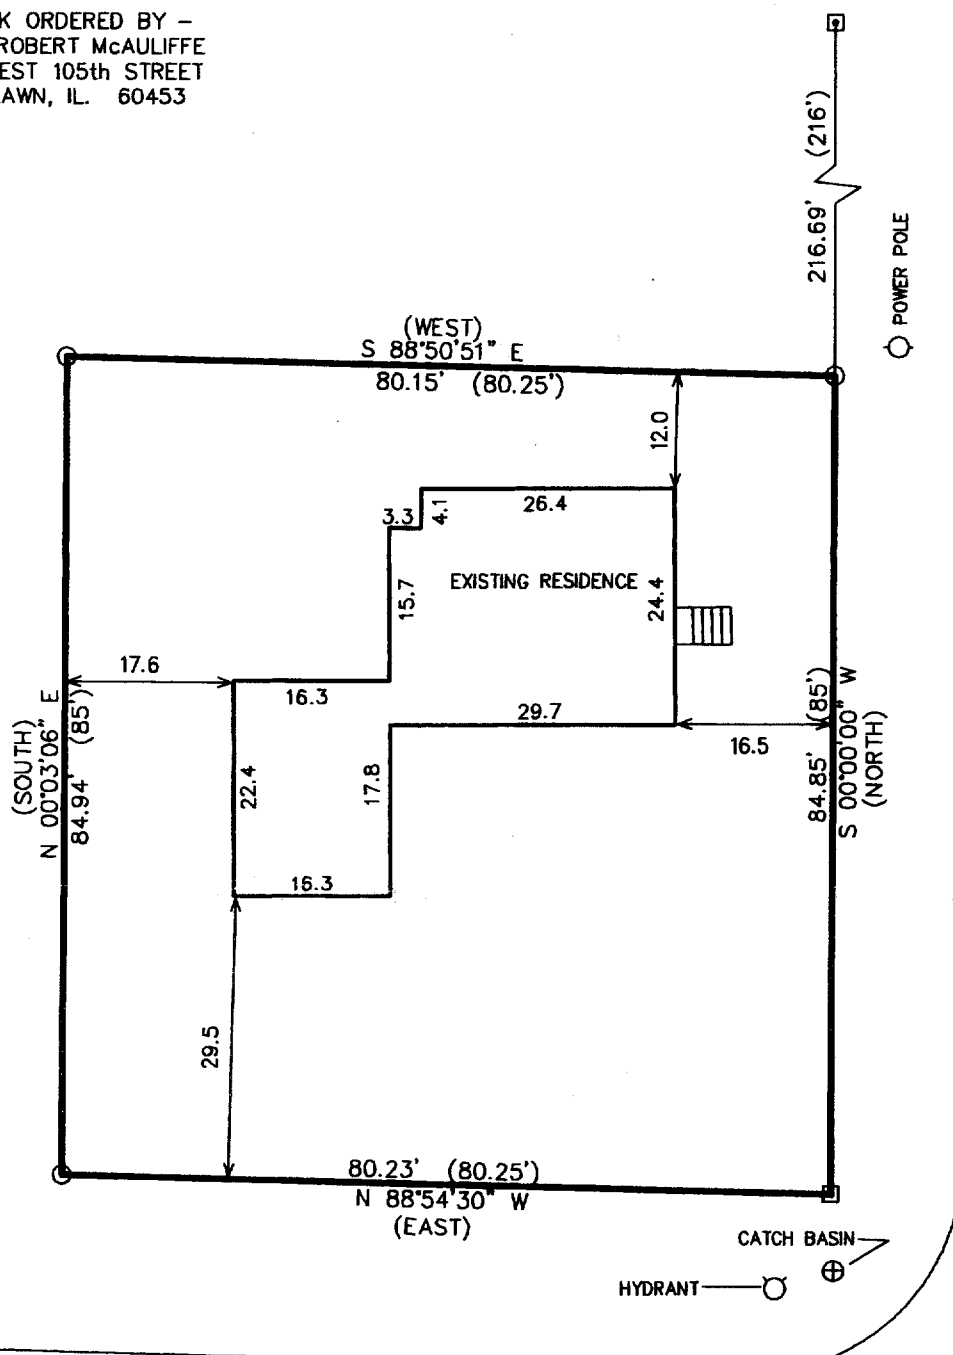 K ORDERED BY –
ROBERT McAULIFFE
EST 105th STREET
AWN, IL. 60453
(216')
216.69'
POWER POLE
(WEST)
S 88°50'51" E
80.15' (80.25')
12.0
3.3
4.1
26.4
EXISTING RESIDENCE
15.7
24.4
17.6
16.3
29.7
16.5
(SOUTH)
N 00°03'06" E
84.94' (85')
22.4
17.8
84.85' (85')
S 00°00'00" W
(NORTH)
16.3
29.5
80.23' (80.25')
N 88°54'30" W
(EAST)
CATCH BASIN
HYDRANT